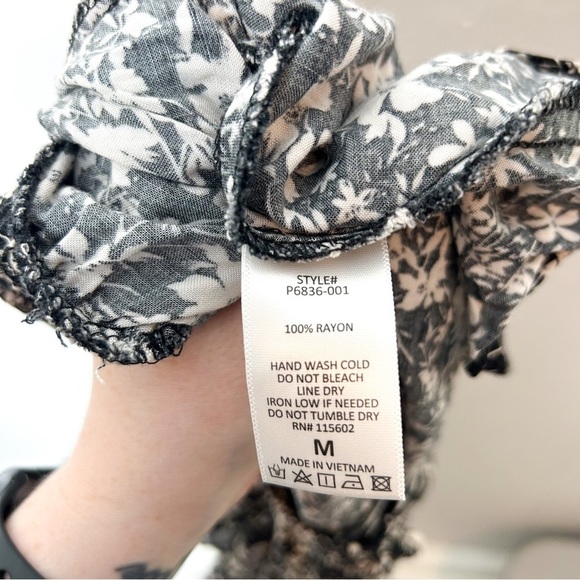 STYLE#
P6836-001
100% RAYON
HAND WASH COLD
DO NOT BLEACH
LINE DRY
IRON LOW IF NEEDED
DO NOT TUMBLE DRY
RN# 115602
M
MADE IN VIETNAM